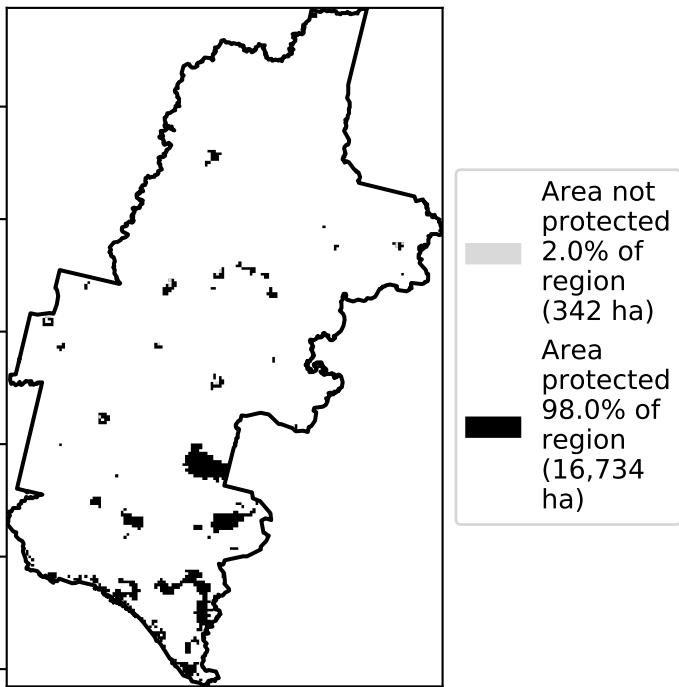 Area not
protected
2.0% of
region
(342 ha)
Area
protected
98.0% of
region
(16,734
ha)